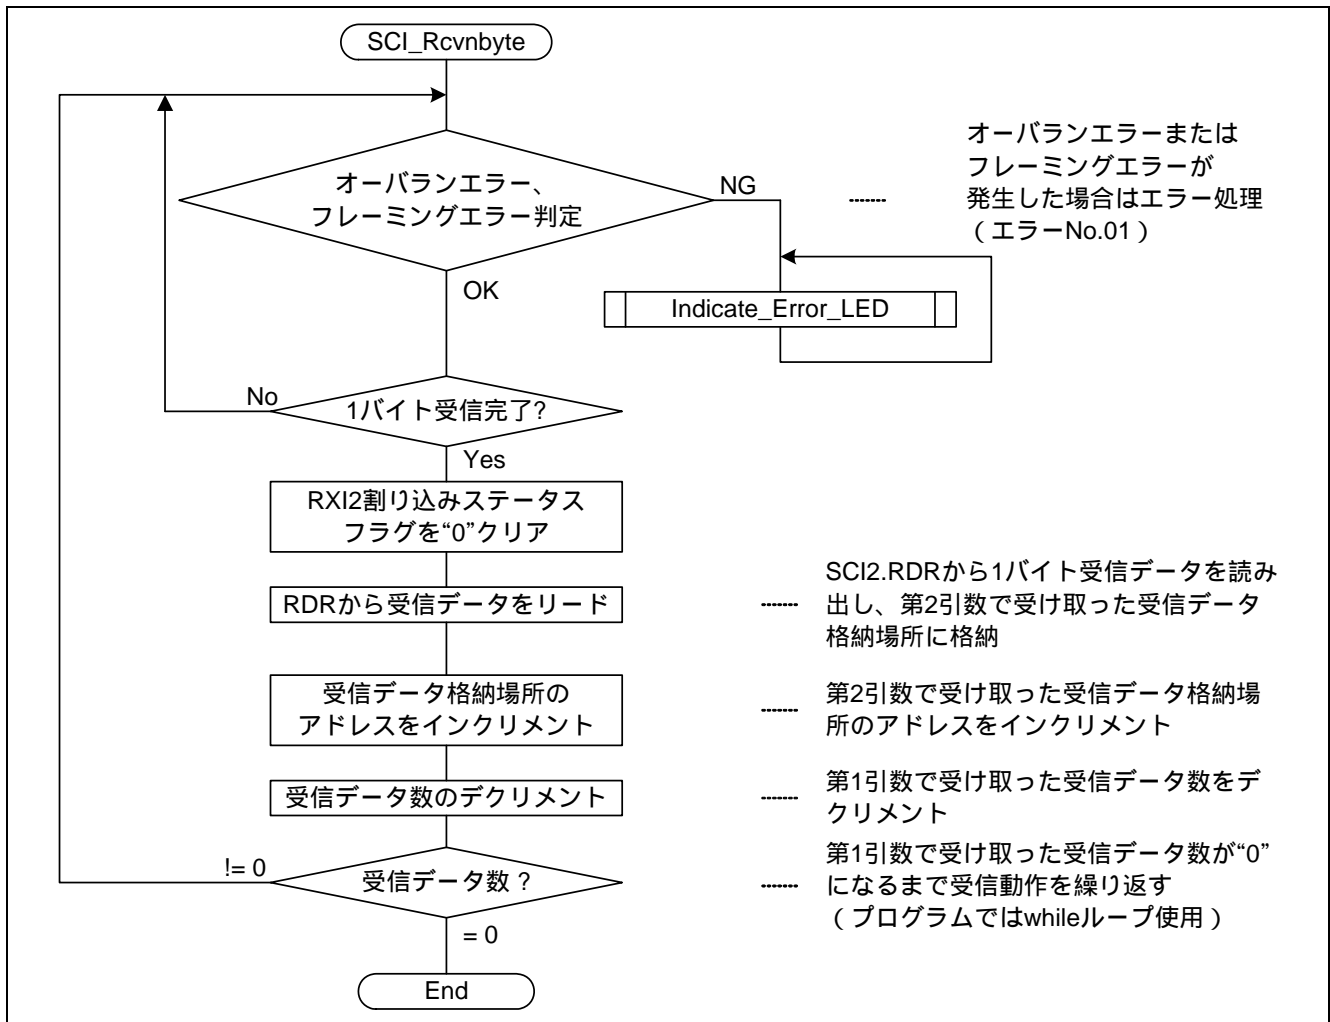 SCI_Rcvnbyte
オーバランエラー、
フレーミングエラー判定
NG
オーバランエラーまたは
フレーミングエラーが
発生した場合はエラー処理
（エラーNo.01）
OK
Indicate_Error_LED
No
1バイト受信完了?
Yes
RXI2割り込みステータス
フラグを“0”クリア
RDRから受信データをリード
SCI2.RDRから1バイト受信データを読み
出し、第2引数で受け取った受信データ
格納場所に格納
受信データ格納場所の
アドレスをインクリメント
第2引数で受け取った受信データ格納場
所のアドレスをインクリメント
受信データ数のデクリメント
第1引数で受け取った受信データ数をデ
クリメント
!= 0
受信データ数？
第1引数で受け取った受信データ数が“0”
になるまで受信動作を繰り返す
（プログラムではwhileループ使用）
= 0
End